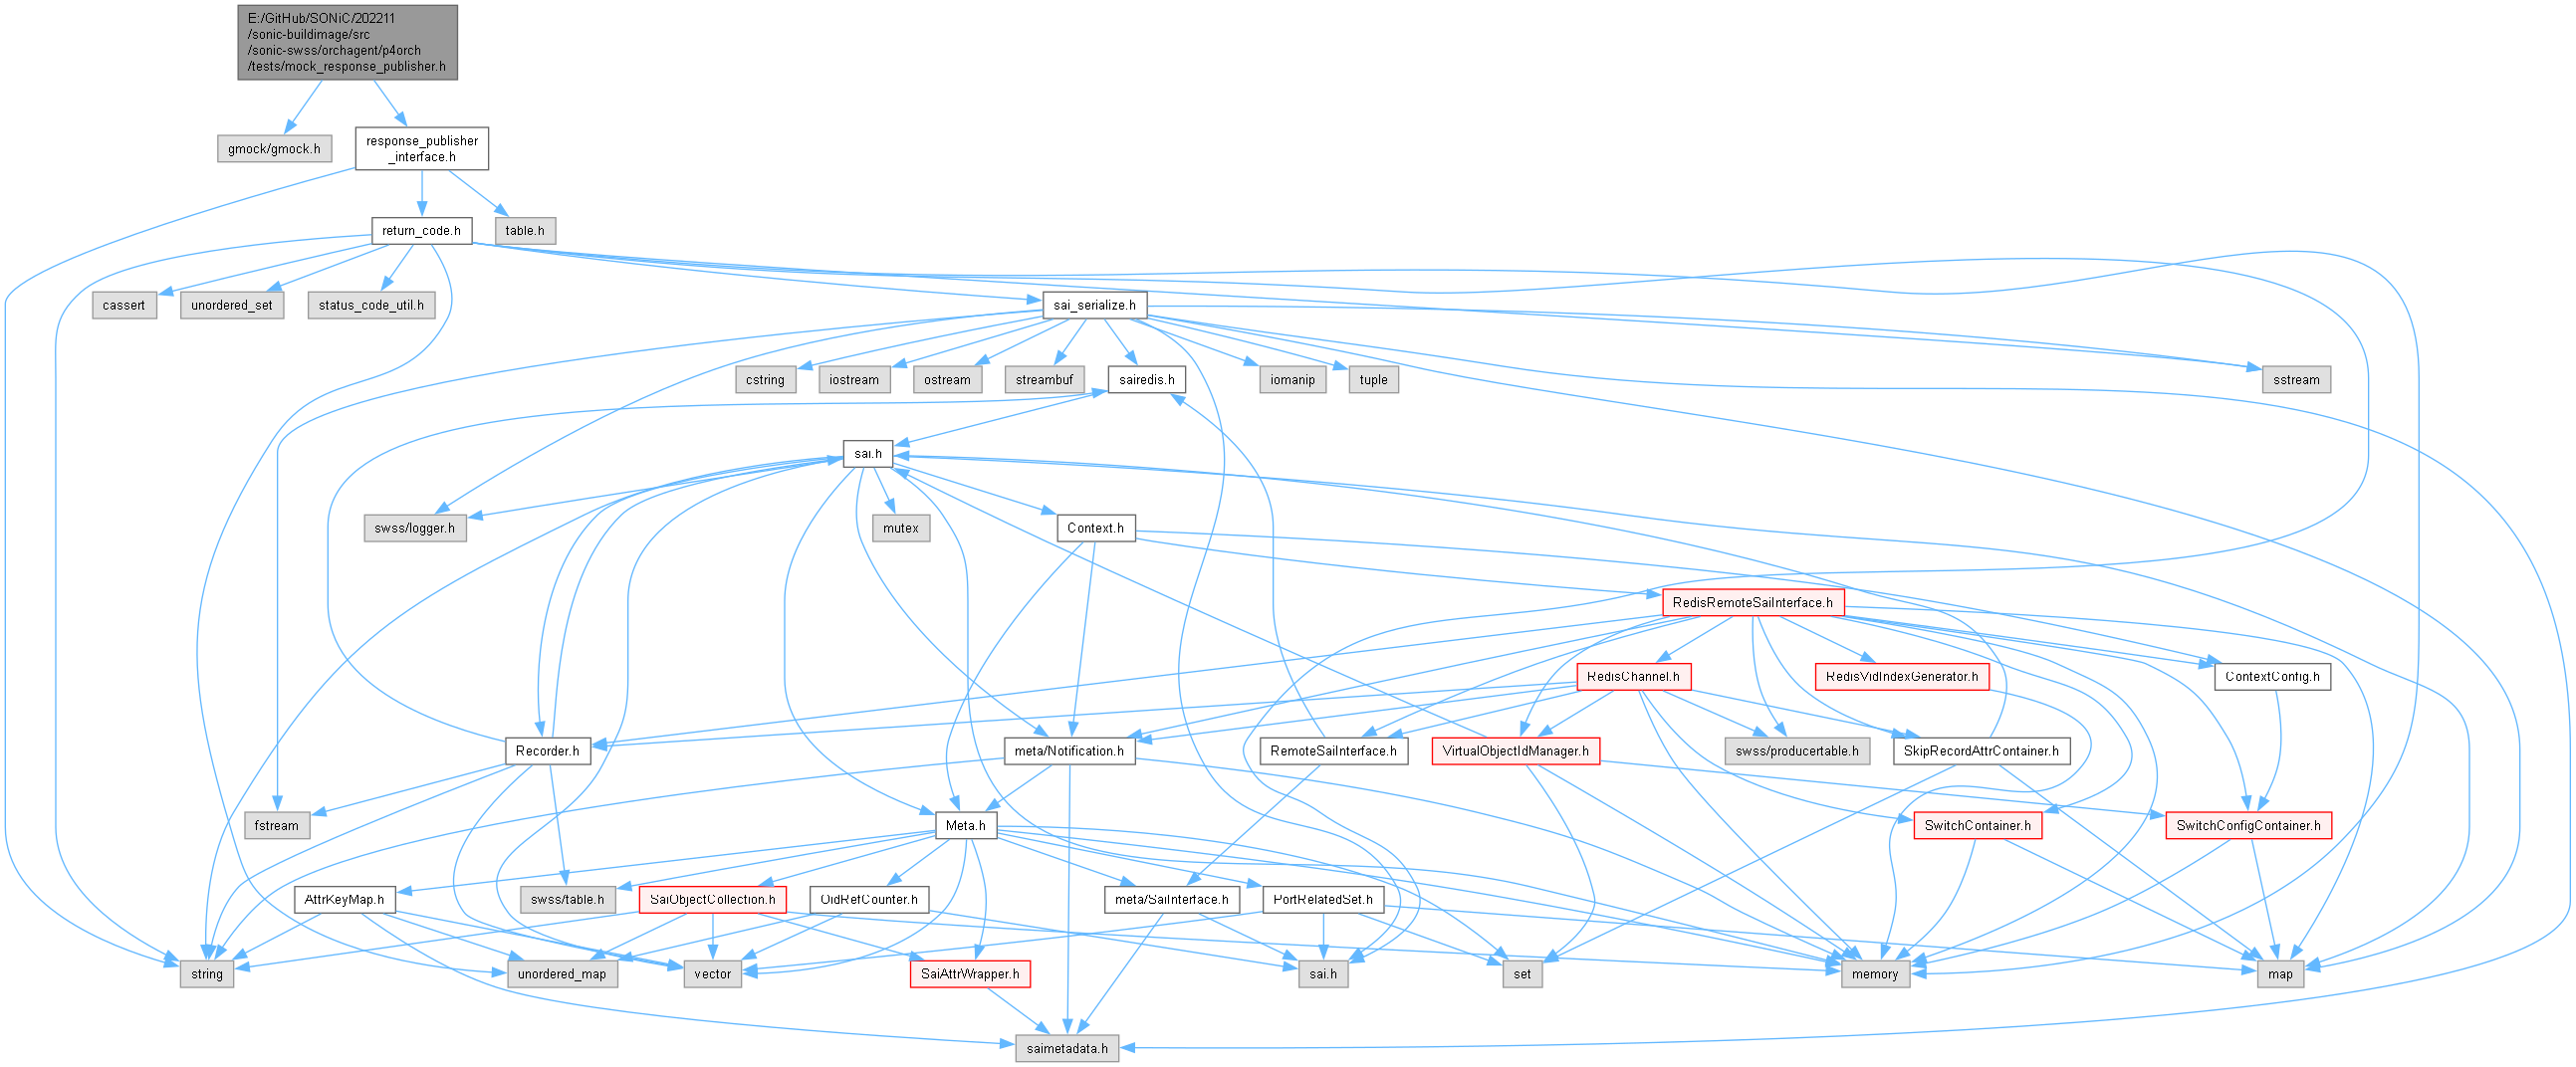 E:/GitHub/SONiC/202211
/sonic-buildimage/src
/sonic-swss/orchagent/p4orch
/tests/mock_response_publisher.h
gmock/gmock.h
response_publisher
_interface.h
return_code.h
table.h
cassert
unordered_set
status_code_util.h
sai_serialize.h
cstring
iostream
ostream
streambuf
sairedis.h
iomanip
tuple
sstream
sai.h
swss/logger.h
mutex
Context.h
RedisRemoteSaiInterface.h
RedisChannel.h
RedisVidIndexGenerator.h
ContextConfig.h
Recorder.h
meta/Notification.h
RemoteSaiInterface.h
VirtualObjectIdManager.h
swss/producertable.h
SkipRecordAttrContainer.h
fstream
Meta.h
SwitchContainer.h
SwitchConfigContainer.h
AttrKeyMap.h
swss/table.h
SaiObjectCollection.h
OidRefCounter.h
meta/SaiInterface.h
PortRelatedSet.h
string
unordered_map
vector
SaiAttrWrapper.h
sai.h
set
memory
map
saimetadata.h